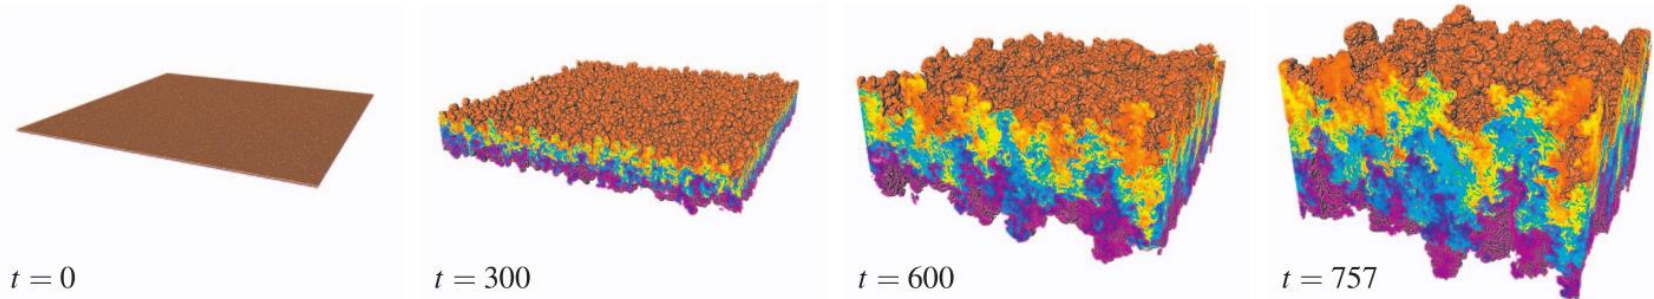 t = 0
t = 300
t = 600
t = 757